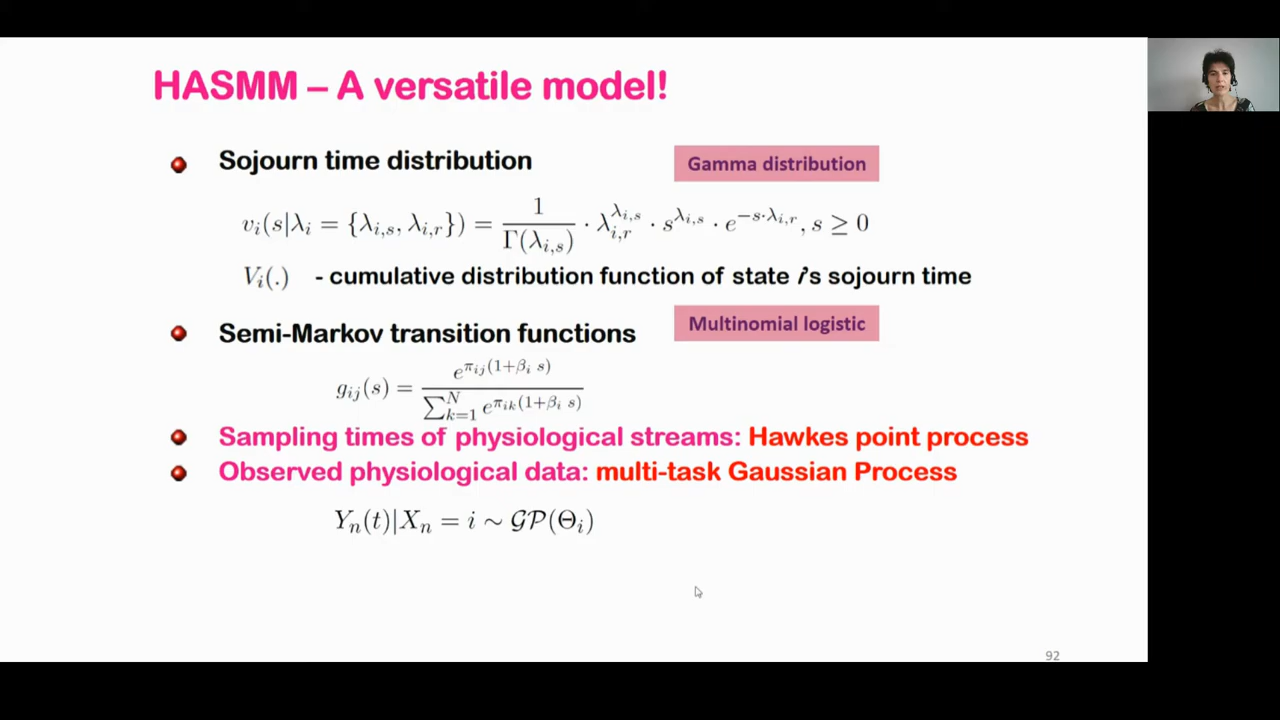 HASMM – A versatile model!
Sojourn time distribution
Gamma distribution
v_i(s|λ_i = {λ_{i,s}, λ_{i,r}}) = \frac{1}{Γ(λ_{i,s})} · λ_{i,r}^{λ_{i,s}} · s^{λ_{i,s}} · e^{−s·λ_{i,r}}, s ≥ 0
V_i(.) - cumulative distribution function of state i's sojourn time
Semi-Markov transition functions
Multinomial logistic
g_{ij}(s) = \frac{e^{π_{ij}(1+β_i s)}}{∑_{k=1}^{N} e^{π_{ik}(1+β_i s)}}
Sampling times of physiological streams: Hawkes point process
Observed physiological data: multi-task Gaussian Process
Y_n(t)|X_n = i ∼ 𝒢𝒫(Θ_i)
92